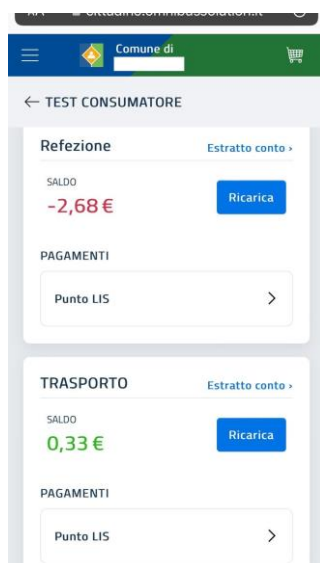 Comune di
← TEST CONSUMATORE
Refezione Estratto conto ›
SALDO
-2,68 € Ricarica
PAGAMENTI
Punto LIS
TRASPORTO Estratto conto ›
SALDO
0,33 € Ricarica
PAGAMENTI
Punto LIS